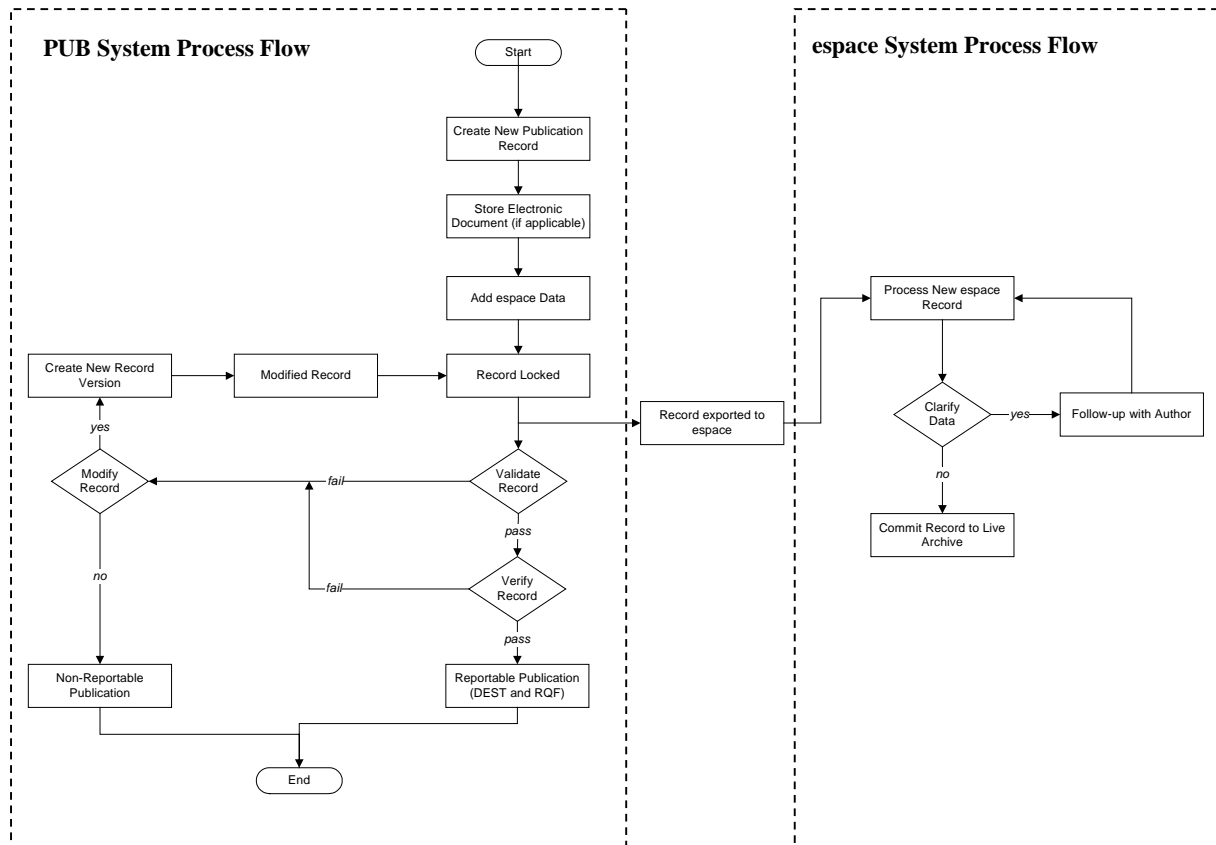 PUB System Process Flow
espace System Process Flow
Start
Create New Publication
Record
Store Electronic
Document (if applicable)
Add espace Data
Process New espace
Record
Create New Record
Version
Modified Record
Record Locked
Record exported to
espace
Clarify
Data
yes
Follow-up with Author
yes
Modify
Record
fail
Validate
Record
no
Commit Record to Live
Archive
pass
no
fail
Verify
Record
pass
Non-Reportable
Publication
Reportable Publication
(DEST and RQF)
End